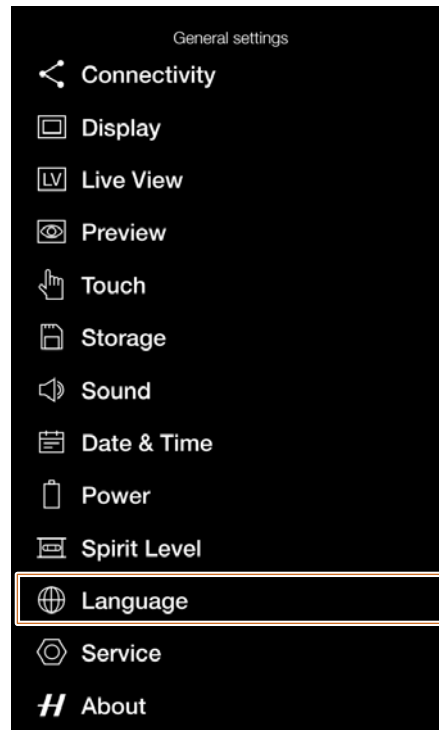 General settings
Connectivity
Display
LV Live View
Preview
Touch
Storage
Sound
Date & Time
Power
Spirit Level
Language
Service
H About